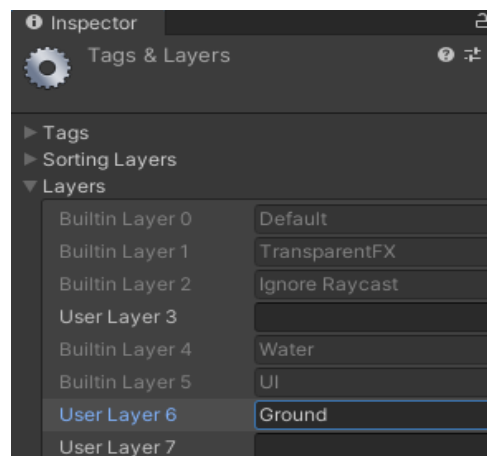 Inspector
Tags & Layers
Tags
Sorting Layers
Layers
Builtin Layer 0 Default
Builtin Layer 1 TransparentFX
Builtin Layer 2 Ignore Raycast
User Layer 3
Builtin Layer 4 Water
Builtin Layer 5 UI
User Layer 6 Ground
User Layer 7